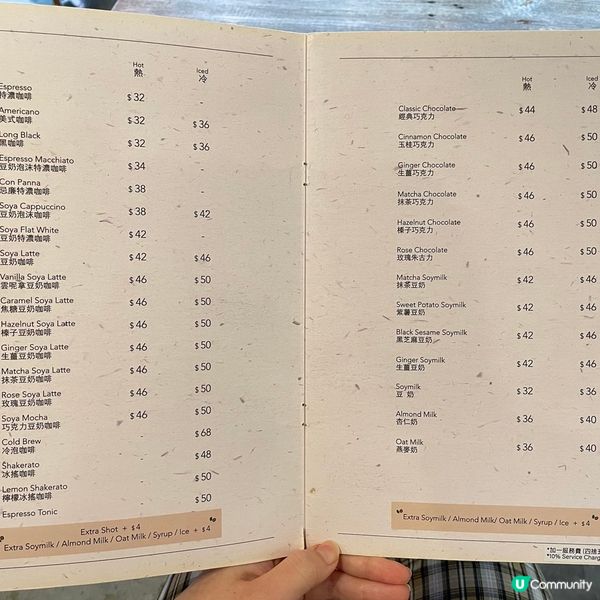 Hot Iced
熱 冷
Espresso $32 -
特濃咖啡
Americano $32 $36
美式咖啡
Long Black $32 $36
黑咖啡
Espresso Macchiato $34 -
豆奶泡沫特濃咖啡
Con Panna $38 -
忌廉特濃咖啡
Soya Cappuccino $38 $42
豆奶泡沫咖啡
Soya Flat White $42 -
豆奶咖啡
Soya Latte $42 $46
豆奶咖啡
Vanilla Soya Latte $46 $50
雲呢拿豆奶咖啡
Caramel Soya Latte $46 $50
焦糖豆奶咖啡
Hazelnut Soya Latte $46 $50
榛子豆奶咖啡
Ginger Soya Latte $46 $50
生薑豆奶咖啡
Matcha Soya Latte $46 $50
抹茶豆奶咖啡
Rose Soya Latte $46 $50
玫瑰豆奶咖啡
Soya Mocha $46 $50
巧克力豆奶咖啡
Cold Brew - $68
冷泡咖啡
Shakerato - $48
冰搖咖啡
Lemon Shakerato - $50
檸檬冰搖咖啡
Espresso Tonic - $50
Extra Shot + $4
Extra Soymilk / Almond Milk / Oat Milk / Syrup / Ice + $4
Hot Iced
熱 冷
Classic Chocolate $44 $48
經典巧克力
Cinnamon Chocolate $46 $50
玉桂巧克力
Ginger Chocolate $46 $50
生薑巧克力
Matcha Chocolate $46 $50
抹茶巧克力
Hazelnut Chocolate $46 $50
榛子巧克力
Rose Chocolate $46 $50
玫瑰朱古力
Matcha Soymilk $42 $46
抹茶豆奶
Sweet Potato Soymilk $42 $46
紫薯豆奶
Black Sesame Soymilk $42 $46
黑芝麻豆奶
Ginger Soymilk $42 $46
生薑豆奶
Soymilk $32 $36
豆 奶
Almond Milk $36 $40
杏仁奶
Oat Milk $36 $40
燕麥奶
Extra Soymilk / Almond Milk/ Oat Milk / Syrup / Ice + $4
*加一服務費 (四捨五
*10% Service Charg
U Community